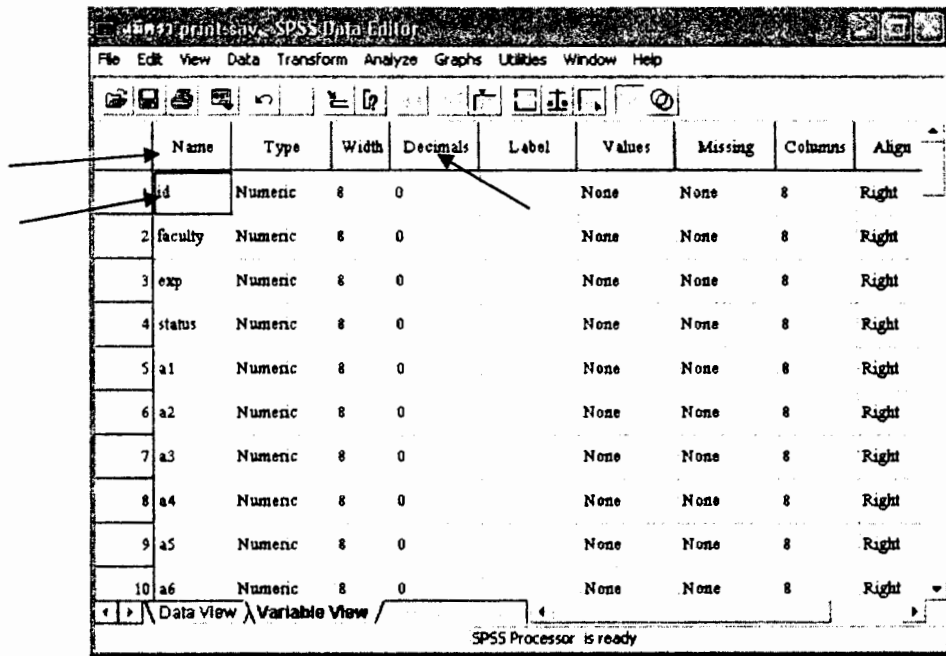 print.sav - SPSS Data Editor
File Edit View Data Transform Analyze Graphs Utilities Window Help
Name Type Width Decimals Label Values Missing Columns Align
1 id Numeric 8 0 None None 8 Right
2 faculty Numeric 8 0 None None 8 Right
3 exp Numeric 8 0 None None 8 Right
4 status Numeric 8 0 None None 8 Right
5 a1 Numeric 8 0 None None 8 Right
6 a2 Numeric 8 0 None None 8 Right
7 a3 Numeric 8 0 None None 8 Right
8 a4 Numeric 8 0 None None 8 Right
9 a5 Numeric 8 0 None None 8 Right
10 a6 Numeric 8 0 None None 8 Right
Data View Variable View
SPSS Processor is ready